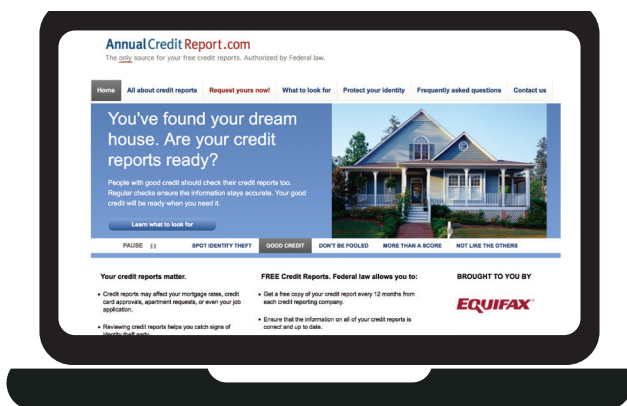 AnnualCreditReport.com
The only source for your free credit reports. Authorized by Federal law.
Home All about credit reports Request yours now! What to look for Protect your identity Frequently asked questions Contact us
You've found your dream
house. Are your credit
reports ready?
People with good credit should check their credit reports too.
Regular checks ensure the information stays accurate. Your good
credit will be ready when you need it.
Learn what to look for
PAUSE SPOT IDENTITY THEFT GOOD CREDIT DON'T BE FOOLED MORE THAN A SCORE NOT LIKE THE OTHERS
Your credit reports matter.
• Credit reports may affect your mortgage rates, credit
card approvals, apartment requests, or even your job
application.
• Reviewing credit reports helps you catch signs of
identity theft early.
FREE Credit Reports. Federal law allows you to:
• Get a free copy of your credit report every 12 months from
each credit reporting company.
• Ensure that the information on all of your credit reports is
correct and up to date.
BROUGHT TO YOU BY
EQUIFAX